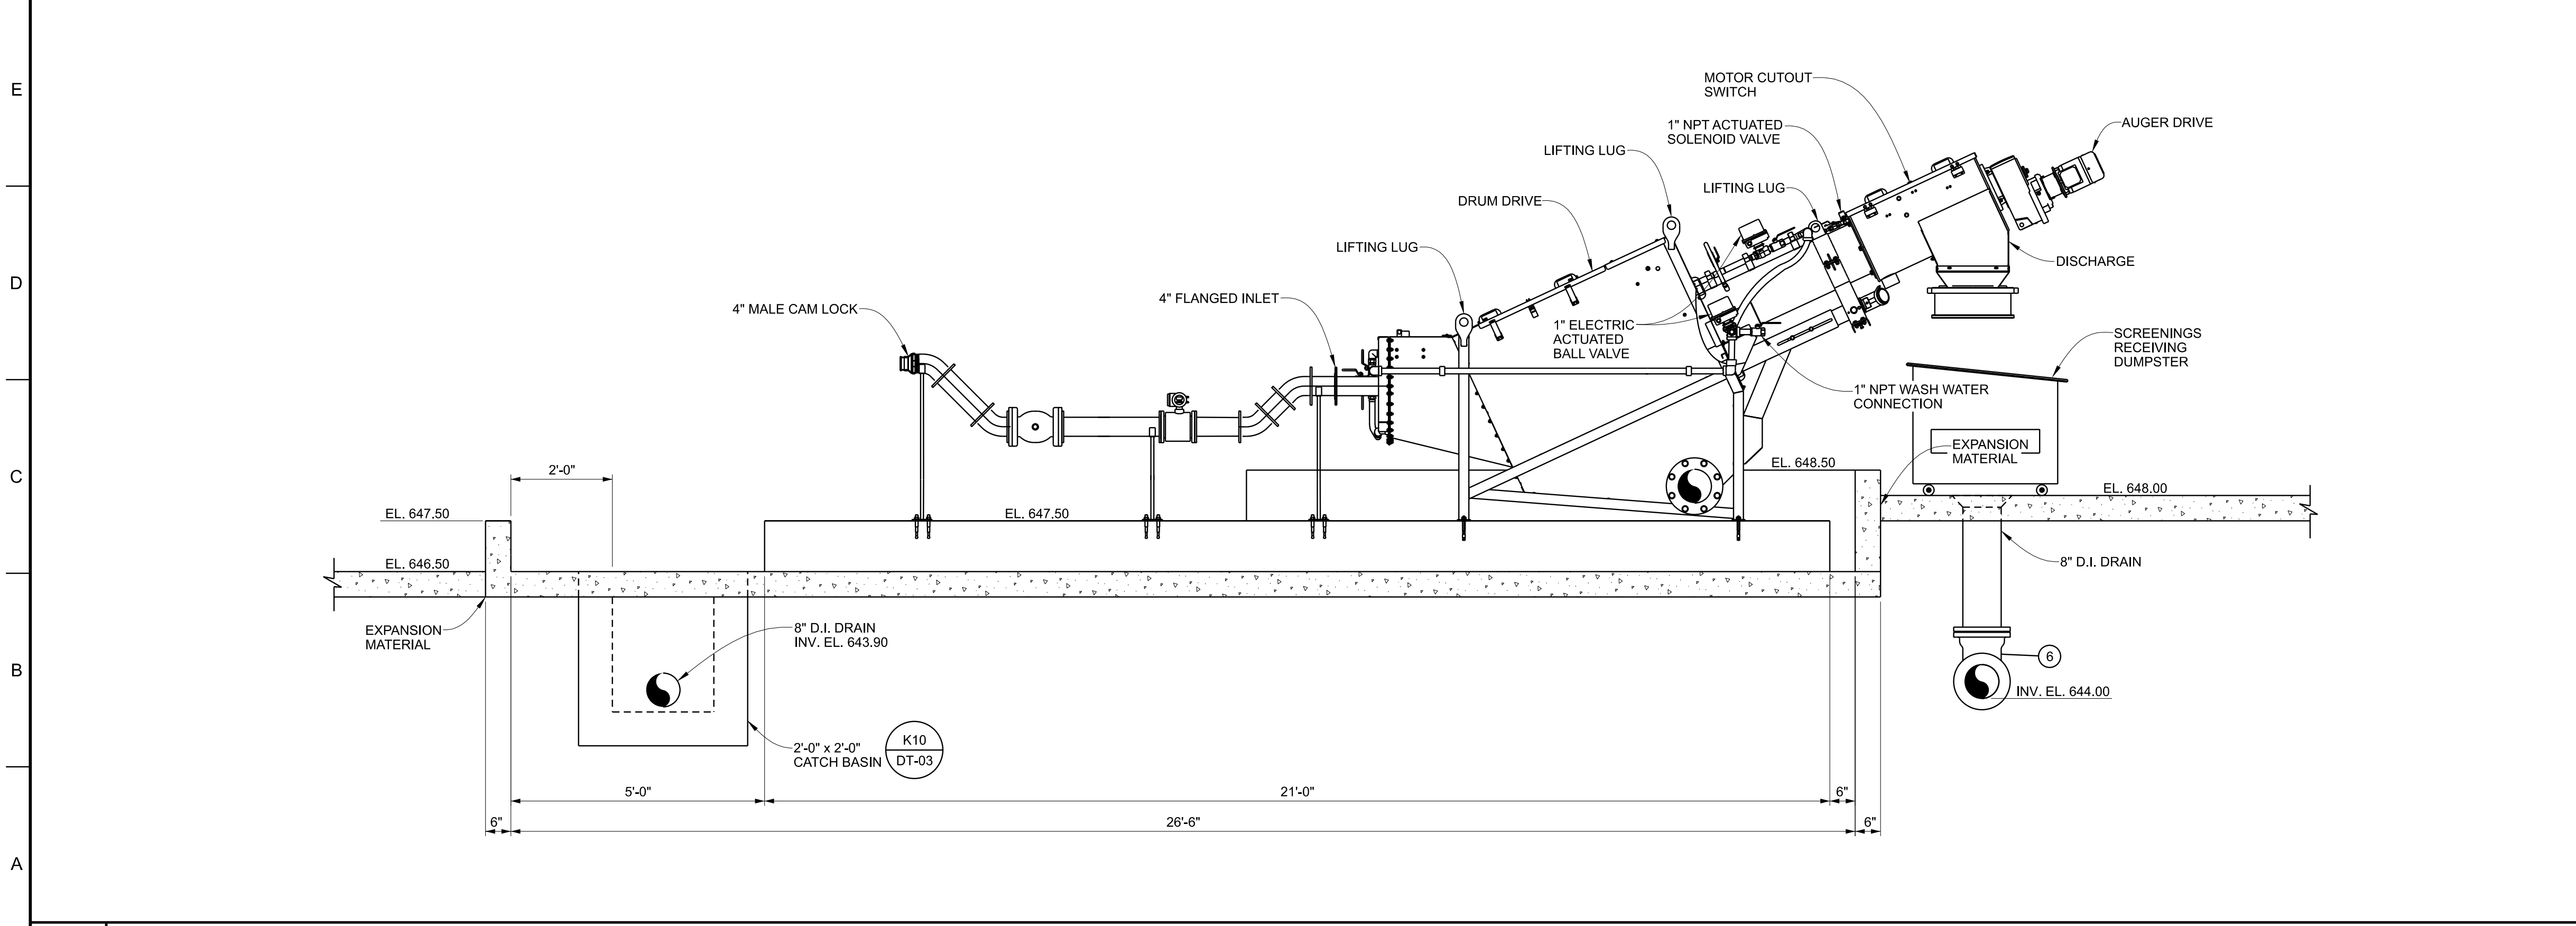 E
MOTOR CUTOUT
SWITCH
AUGER DRIVE
1" NPT ACTUATED
SOLENOID VALVE
LIFTING LUG
LIFTING LUG
DRUM DRIVE
LIFTING LUG
D
DISCHARGE
4" FLANGED INLET
4" MALE CAM LOCK
1" ELECTRIC
ACTUATED
BALL VALVE
SCREENINGS
RECEIVING
DUMPSTER
1" NPT WASH WATER
CONNECTION
EXPANSION
MATERIAL
C
2'-0"
EL. 648.50
EL. 648.00
EL. 647.50
EL. 647.50
EL. 646.50
8" D.I. DRAIN
EXPANSION
MATERIAL
8" D.I. DRAIN
INV. EL. 643.90
B
6
INV. EL. 644.00
2'-0" x 2'-0"
CATCH BASIN
K10
DT-03
5'-0"
21'-0"
6"
6"
26'-6"
6"
A